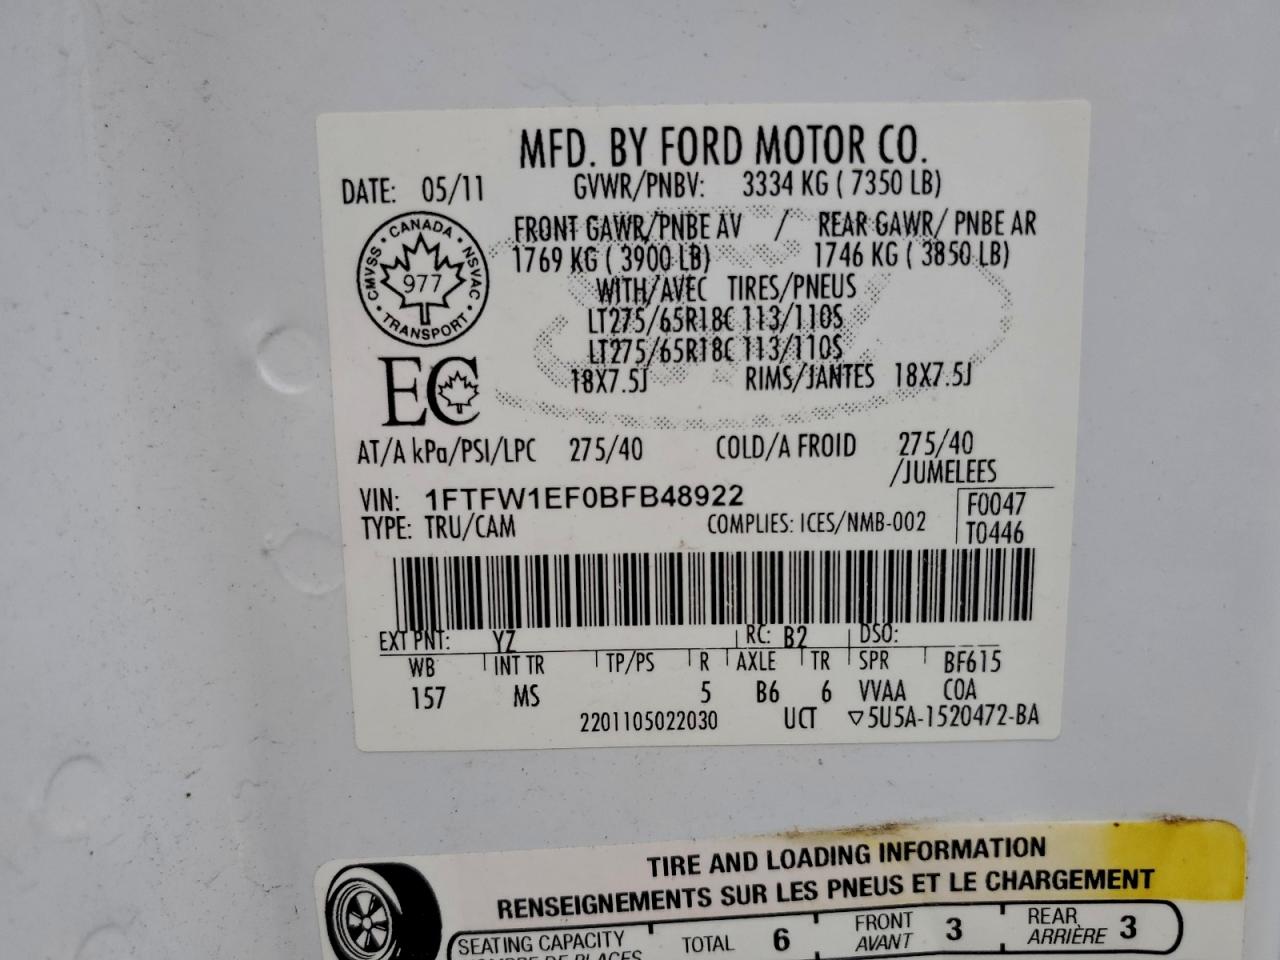 MFD. BY FORD MOTOR CO.
DATE: 05/11 GVWR/PNBV: 3334 KG ( 7350 LB)
FRONT GAWR/PNBE AV / REAR GAWR/ PNBE AR
1769 KG ( 3900 LB) 1746 KG ( 3850 LB)
WITH/AVEC TIRES/PNEUS
LT275/65R18C 113/110S
LT275/65R18C 113/110S
18X7.5J RIMS/JANTES 18X7.5J
CMVSS • CANADA • NSVAC • TRANSPORT •
977
EC
AT/A kPa/PSI/LPC 275/40 COLD/A FROID 275/40
/JUMELEES
VIN: 1FTFW1EF0BFB48922 F0047
TYPE: TRU/CAM COMPLIES: ICES/NMB-002 T0446
EXT PNT: YZ RC: B2 DSO:
WB INT TR TP/PS R AXLE TR SPR BF615
157 MS 5 B6 6 VVAA COA
2201105022030 UCT ▽5U5A-1520472-BA
TIRE AND LOADING INFORMATION
RENSEIGNEMENTS SUR LES PNEUS ET LE CHARGEMENT
SEATING CAPACITY TOTAL 6 FRONT 3 REAR 3
AVANT ARRIÈRE
NOMBRE DE PLACES